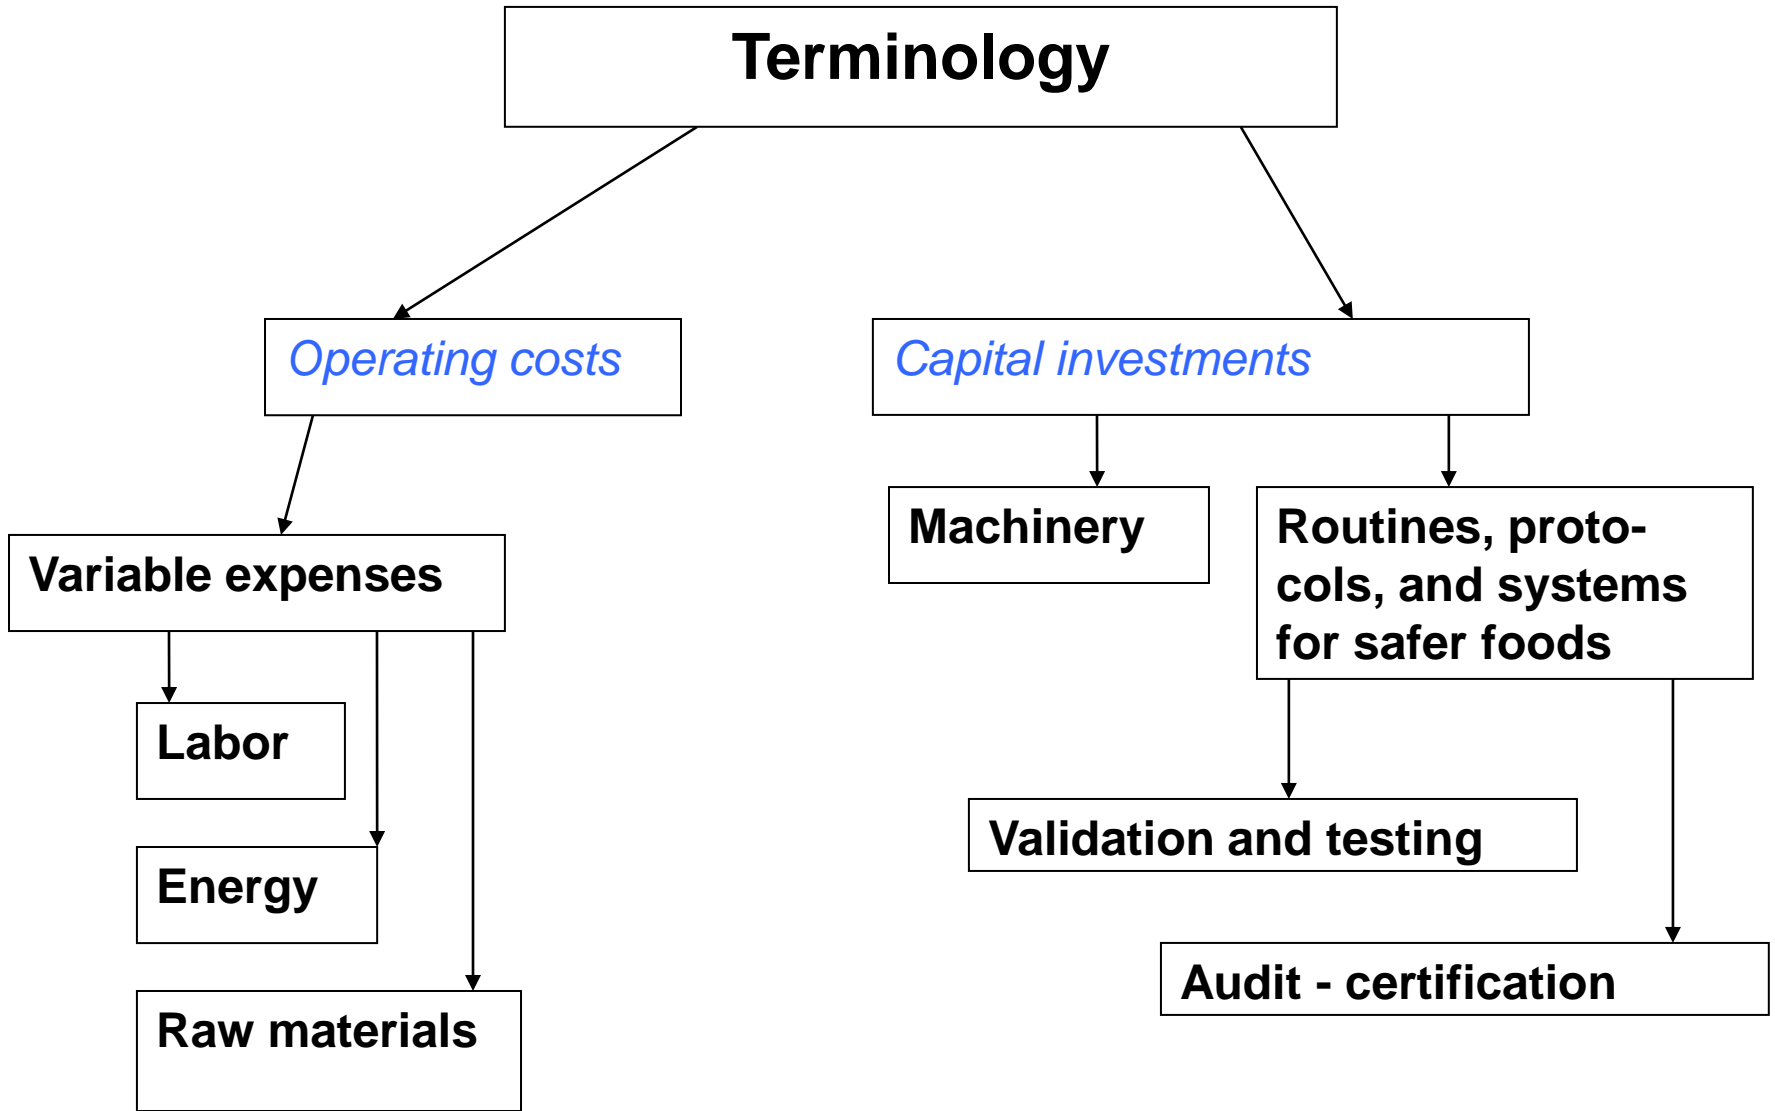 Terminology
Operating costs
Capital investments
Variable expenses
Labor
Energy
Raw materials
Machinery
Routines, proto-
cols, and systems
for safer foods
Validation and testing
Audit - certification